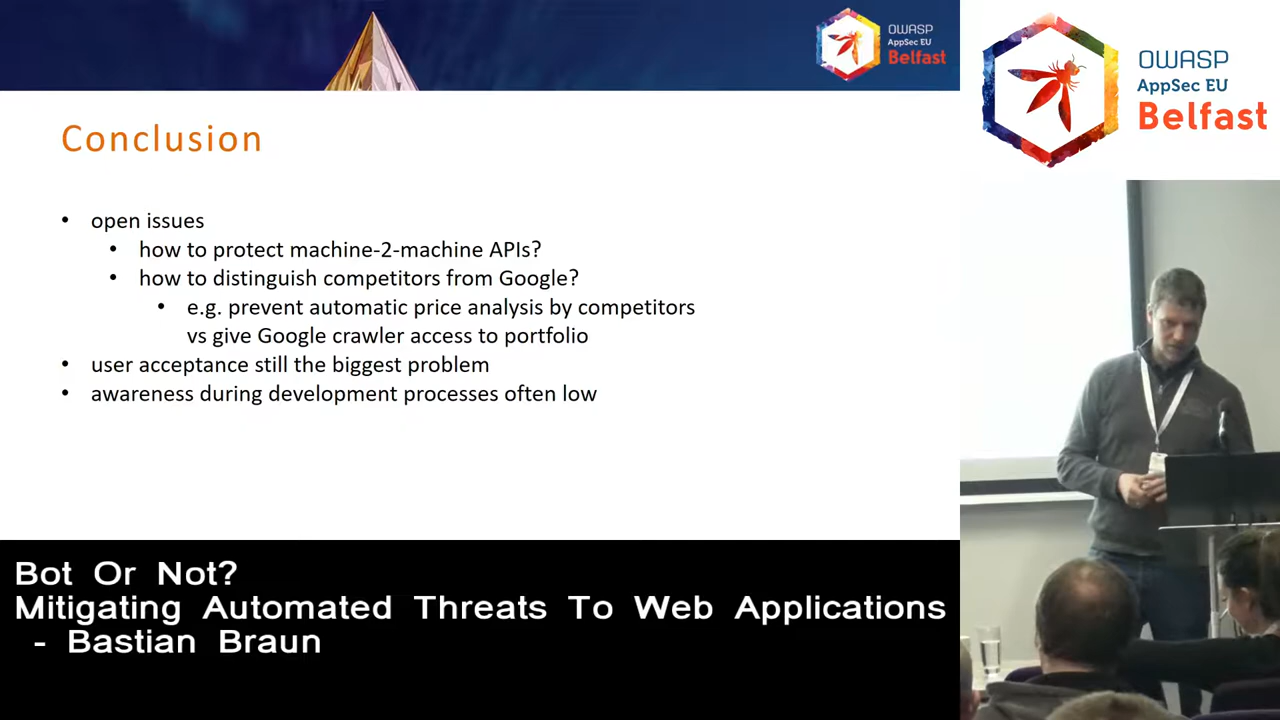 OWASP
AppSec EU
Belfast
OWASP
AppSec EU
Belfast
Conclusion
• open issues
• how to protect machine-2-machine APIs?
• how to distinguish competitors from Google?
• e.g. prevent automatic price analysis by competitors
vs give Google crawler access to portfolio
• user acceptance still the biggest problem
• awareness during development processes often low
Bot Or Not?
Mitigating Automated Threats To Web Applications
- Bastian Braun